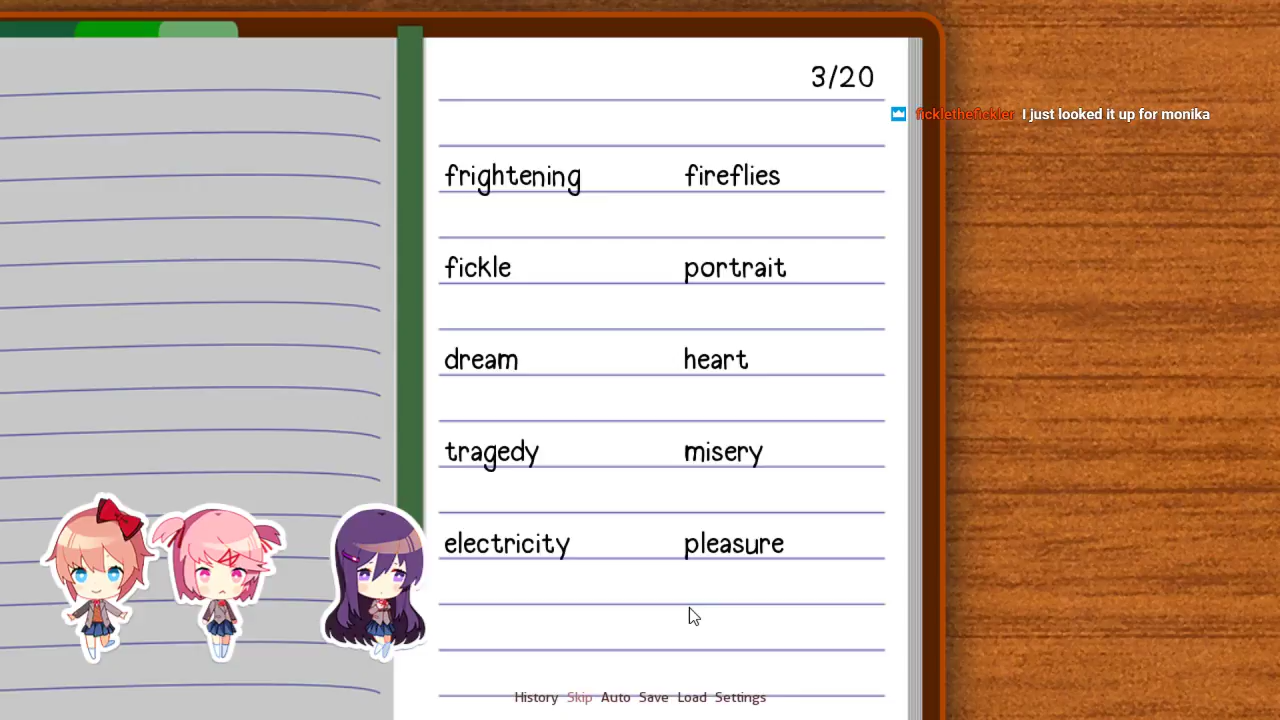 3/20
ficklethefickler I just looked it up for monika
frightening fireflies
fickle portrait
dream heart
tragedy misery
electricity pleasure
History Skip Auto Save Load Settings